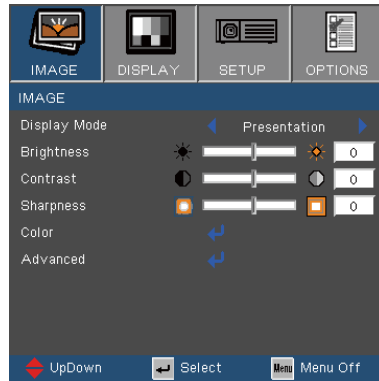 IMAGE DISPLAY SETUP OPTIONS
IMAGE
Display Mode Presentation
Brightness 0
Contrast 0
Sharpness 0
Color
Advanced
UpDown Select Menu Menu Off